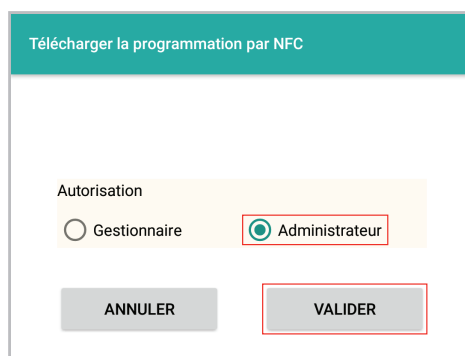 Télécharger la programmation par NFC
Autorisation
Gestionnaire Administrateur
ANNULER VALIDER